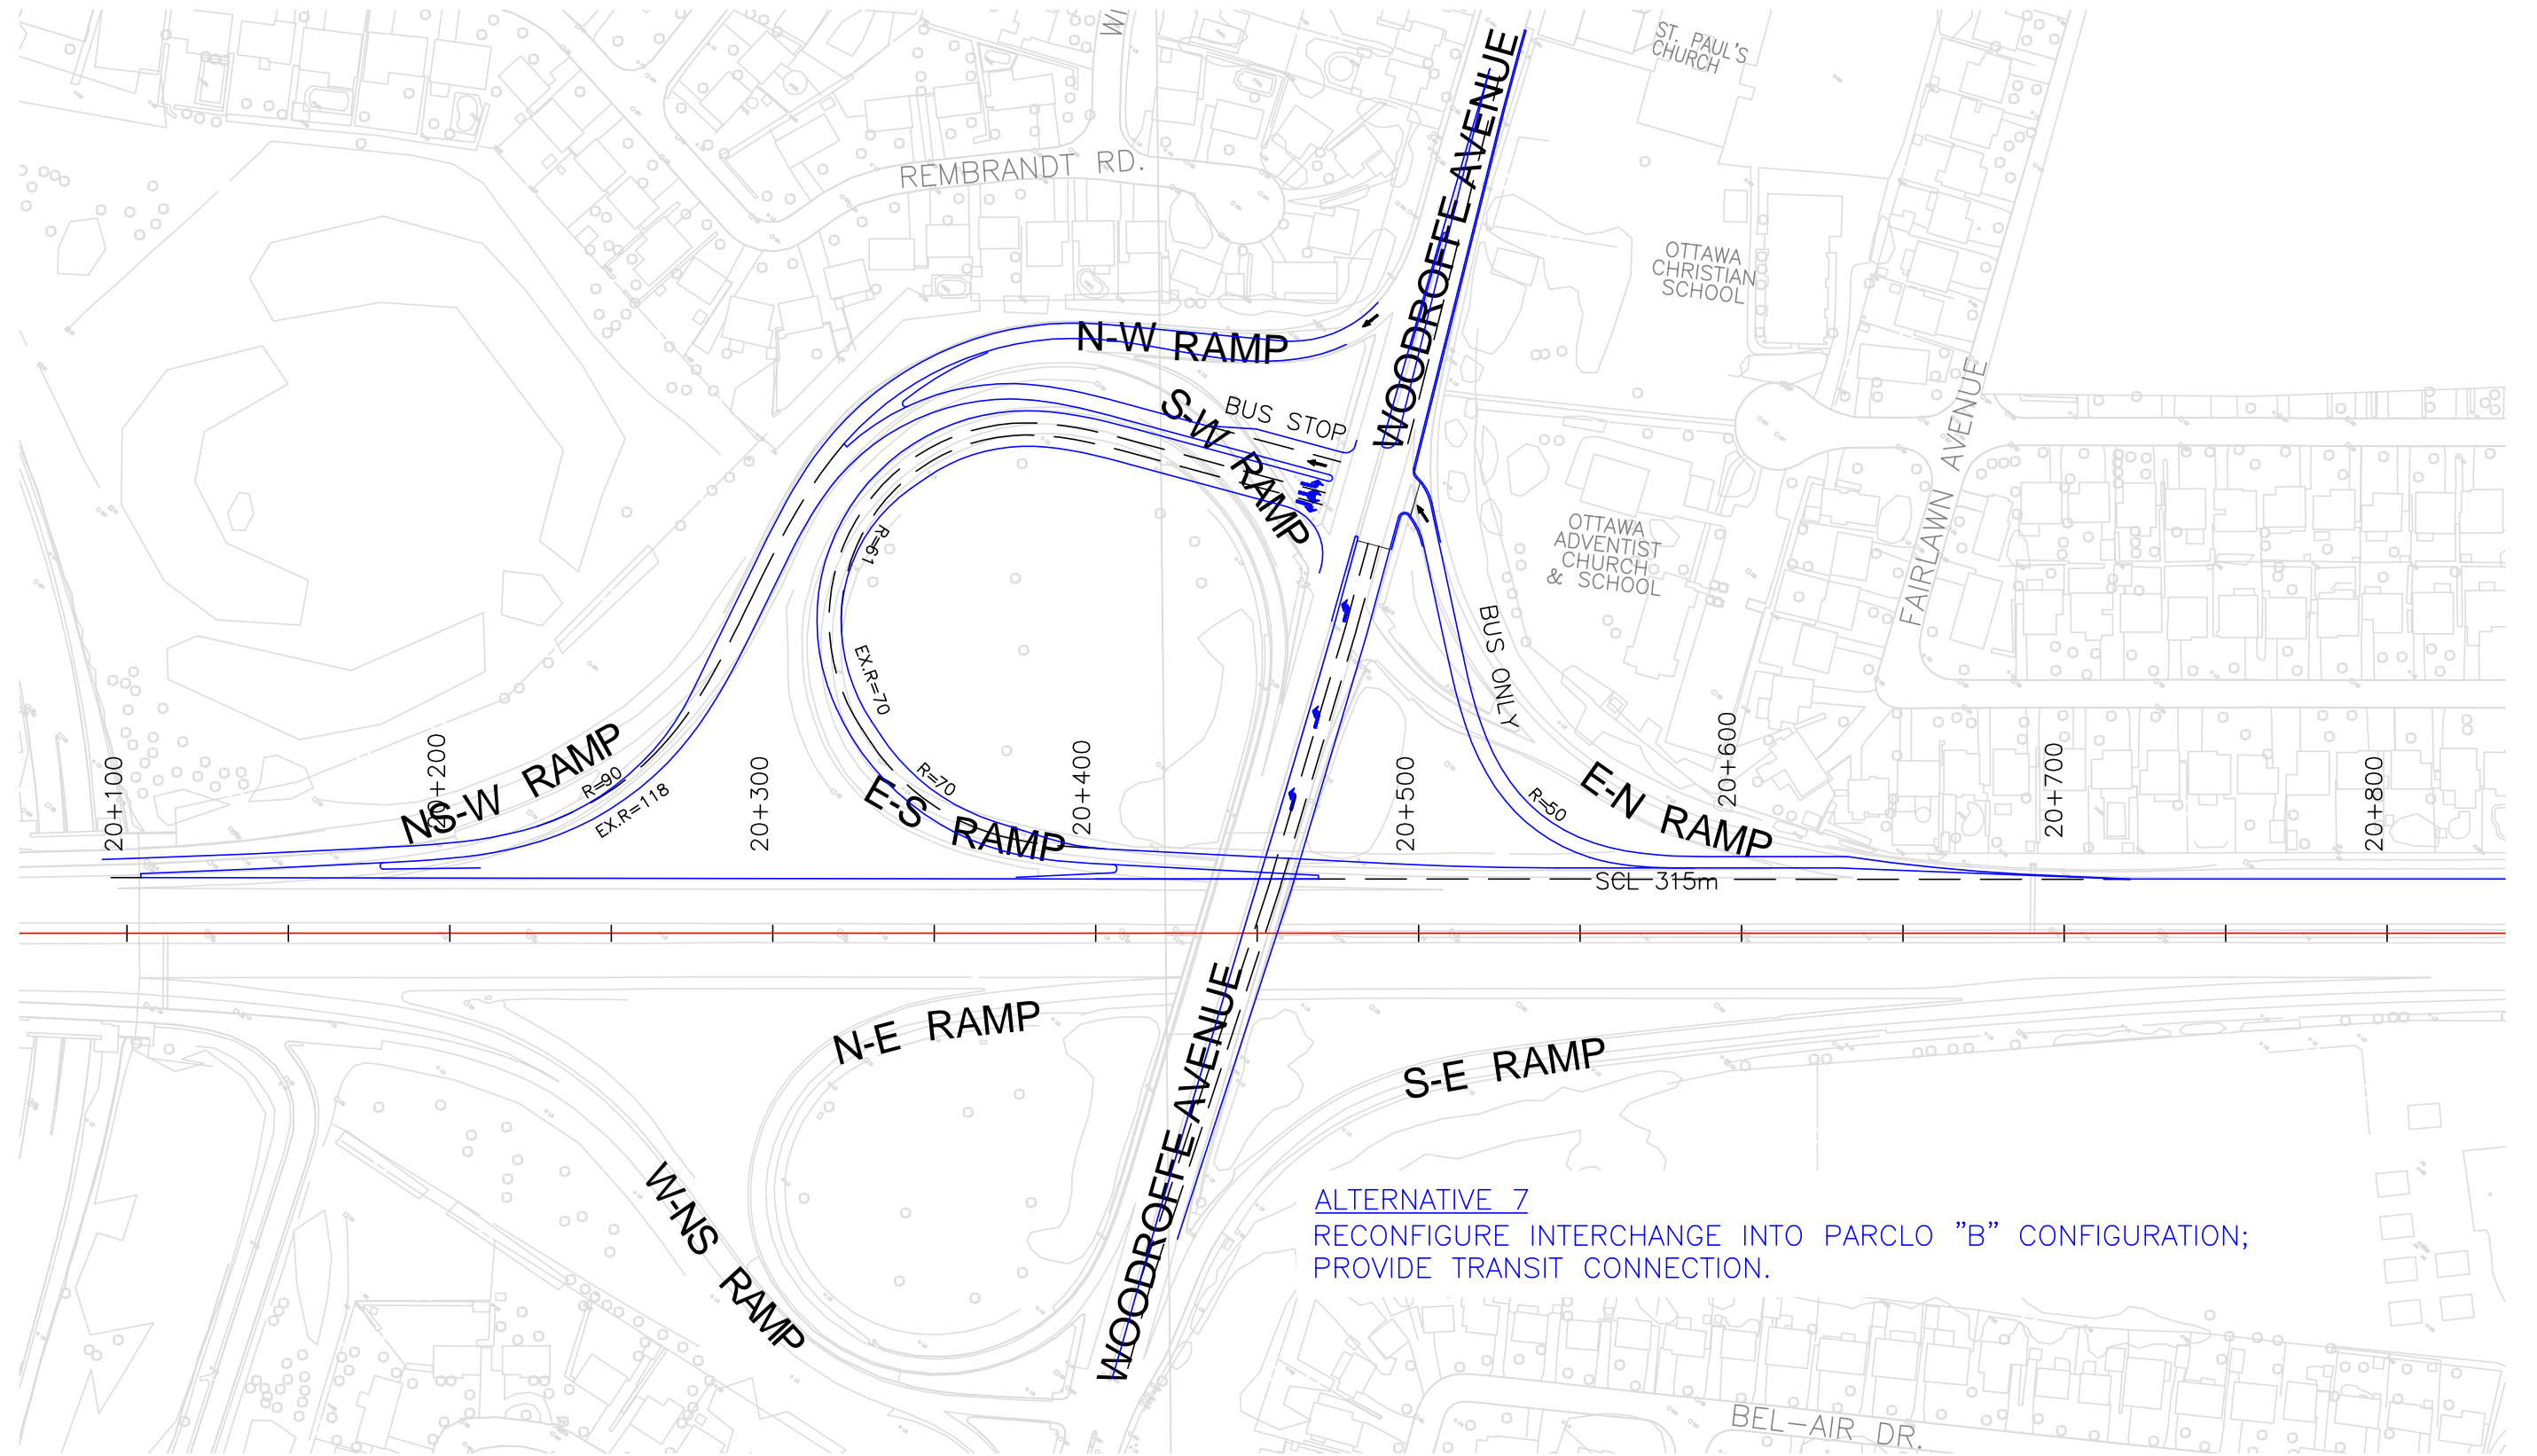 WI
ST. PAUL'S
CHURCH
WOODROFFE AVENUE
REMBRANDT RD.
OTTAWA
CHRISTIAN
SCHOOL
N-W RAMP
S-W RAMP
BUS STOP
FAIRLAWN AVENUE
OTTAWA
ADVENTIST
CHURCH
& SCHOOL
R=61
EX.R=70
BUS ONLY
NS-W RAMP
R=90
EX.R=118
R=70
E-S RAMP
R=50
E-N RAMP
20+100
20+200
20+300
20+400
20+500
20+600
20+700
20+800
SCL 315m
N-E RAMP
S-E RAMP
WOODROFFE AVENUE
W-NS RAMP
ALTERNATIVE 7
RECONFIGURE INTERCHANGE INTO PARCLO "B" CONFIGURATION;
PROVIDE TRANSIT CONNECTION.
BEL-AIR DR.